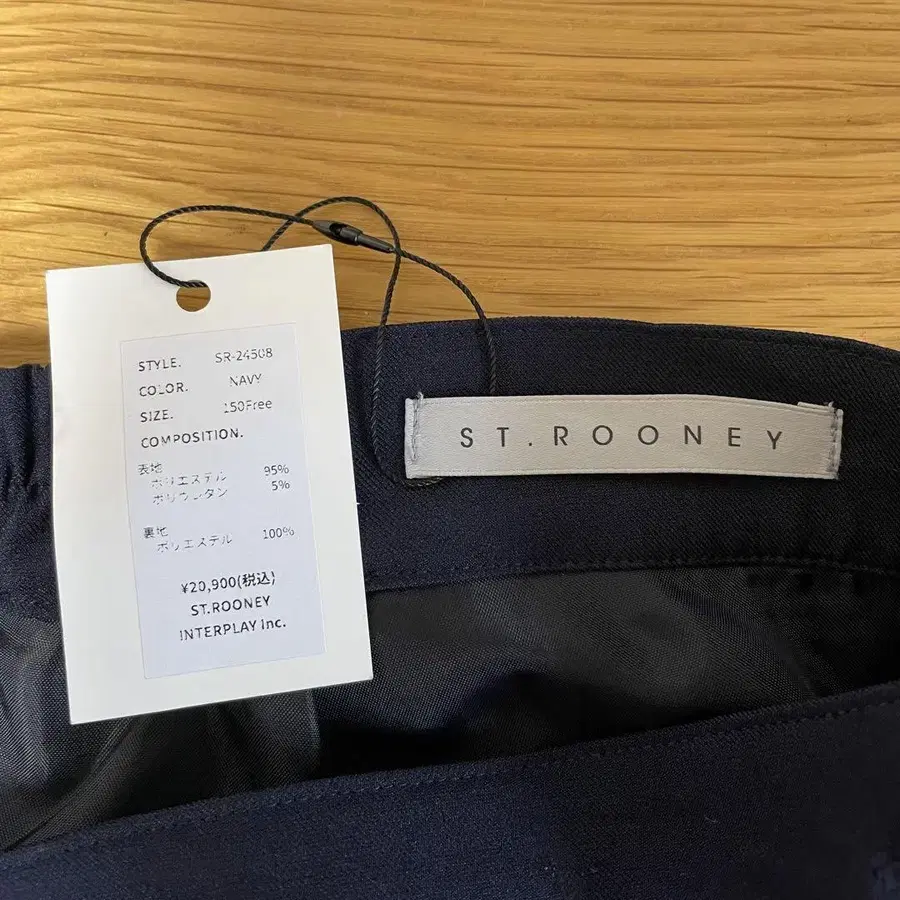 STYLE. SR-24508
COLOR. NAVY
SIZE. 150Free
COMPOSITION.
表地
ポリエステル 95%
ポリウレタン 5%
裏地
ポリエステル 100%
¥20,900(税込)
ST.ROONEY
INTERPLAY Inc.
ST.ROONEY